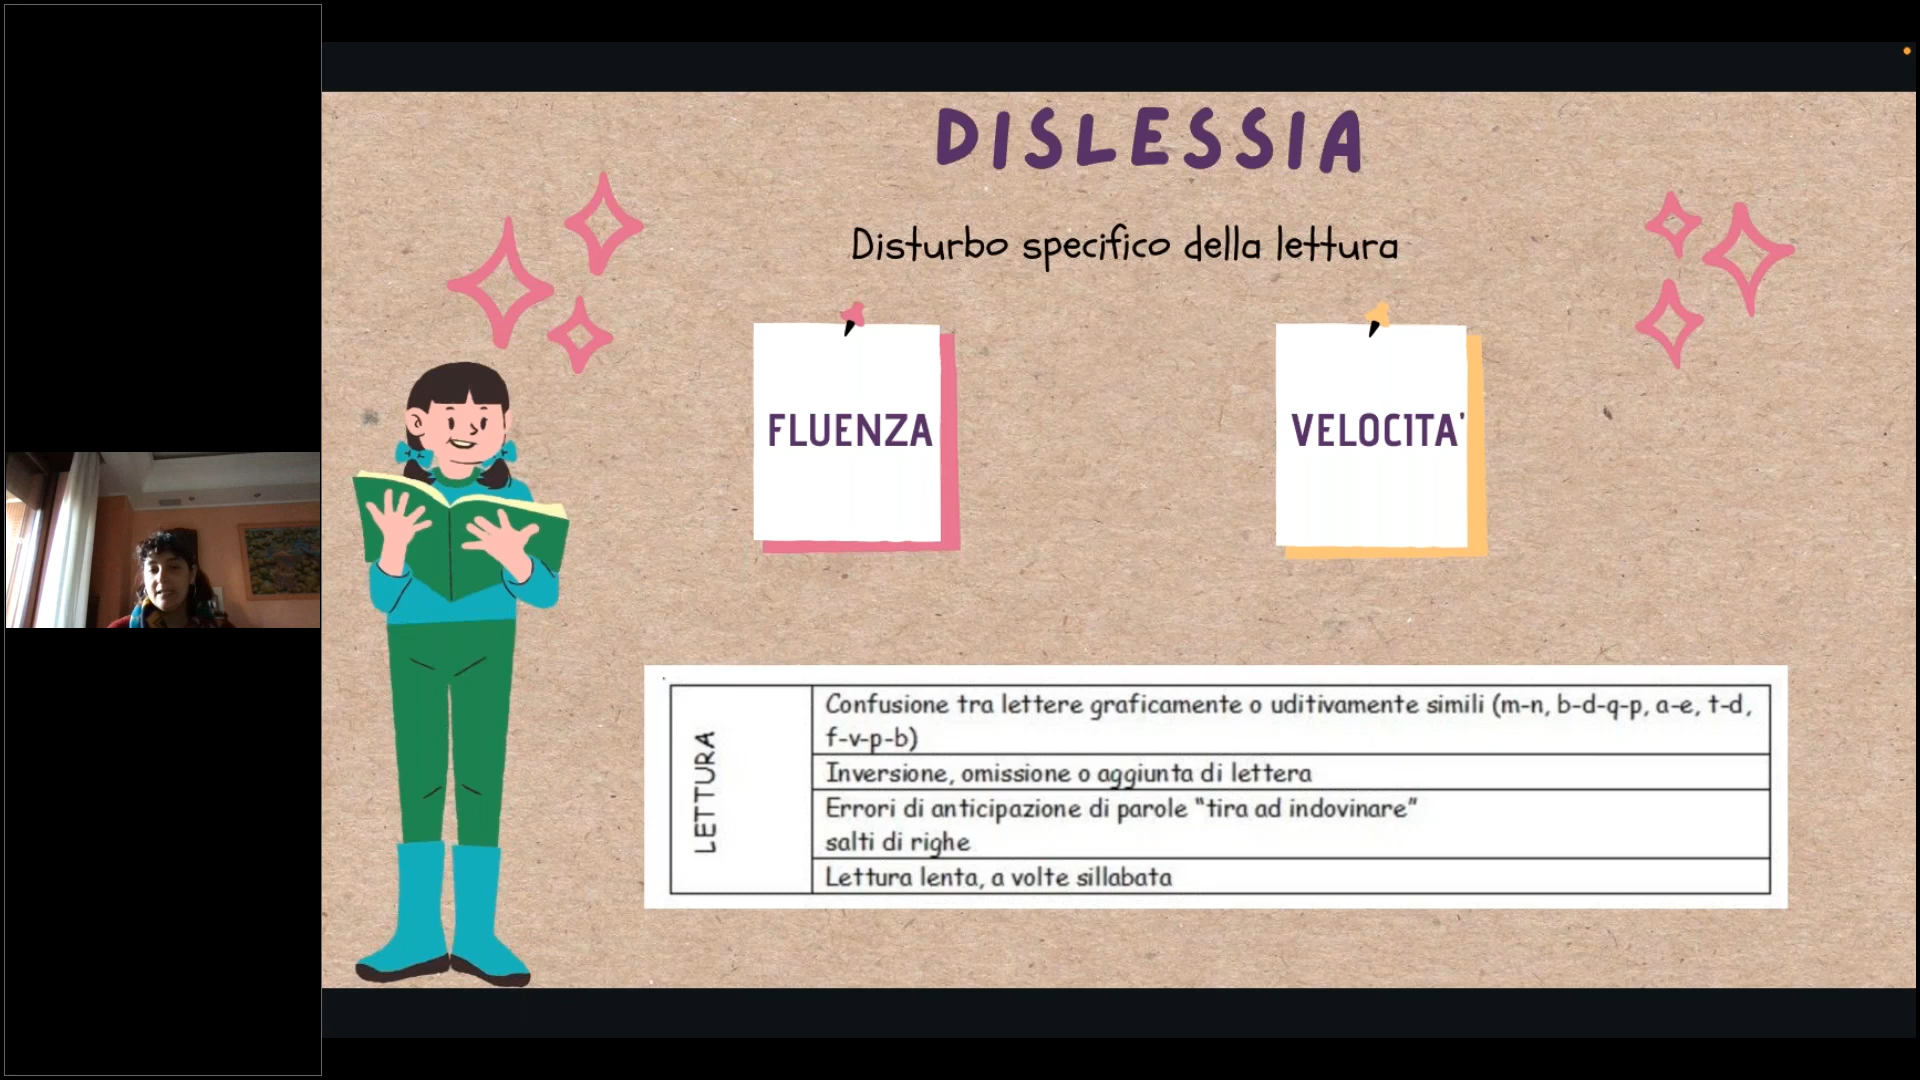 DISLESSIA
Disturbo specifico della lettura
FLUENZA
VELOCITA'
LETTURA
Confusione tra lettere graficamente o uditivamente simili (m-n, b-d-q-p, a-e, t-d,
f-v-p-b)
Inversione, omissione o aggiunta di lettera
Errori di anticipazione di parole “tira ad indovinare”
salti di righe
Lettura lenta, a volte sillabata